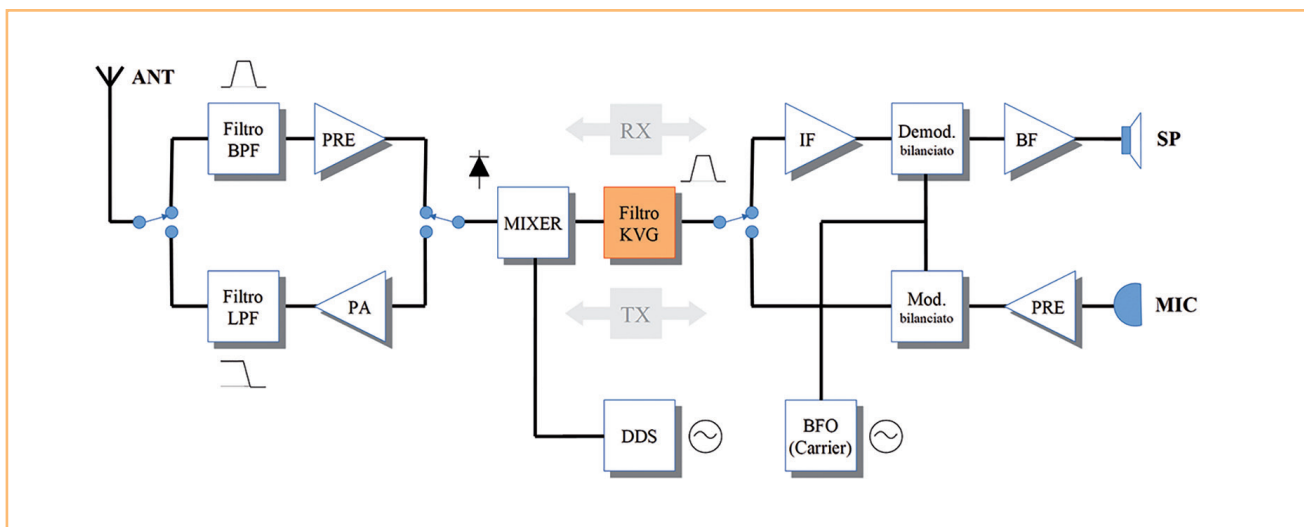 ANT
Filtro
BPF
PRE
RX
IF
Demod.
bilanciato
BF
SP
MIXER
Filtro
KVG
Filtro
LPF
PA
TX
Mod.
bilanciato
PRE
MIC
DDS
BFO
(Carrier)